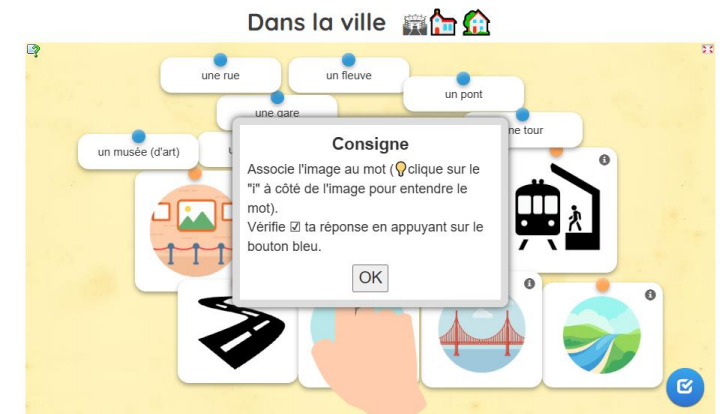 Dans la ville
une rue
un fleuve
un pont
une gare
ne tour
un musée (d'art)
Consigne
Associe l'image au mot (clique sur le
"i" à côté de l'image pour entendre le
mot).
Vérifie ☑ ta réponse en appuyant sur le
bouton bleu.
OK